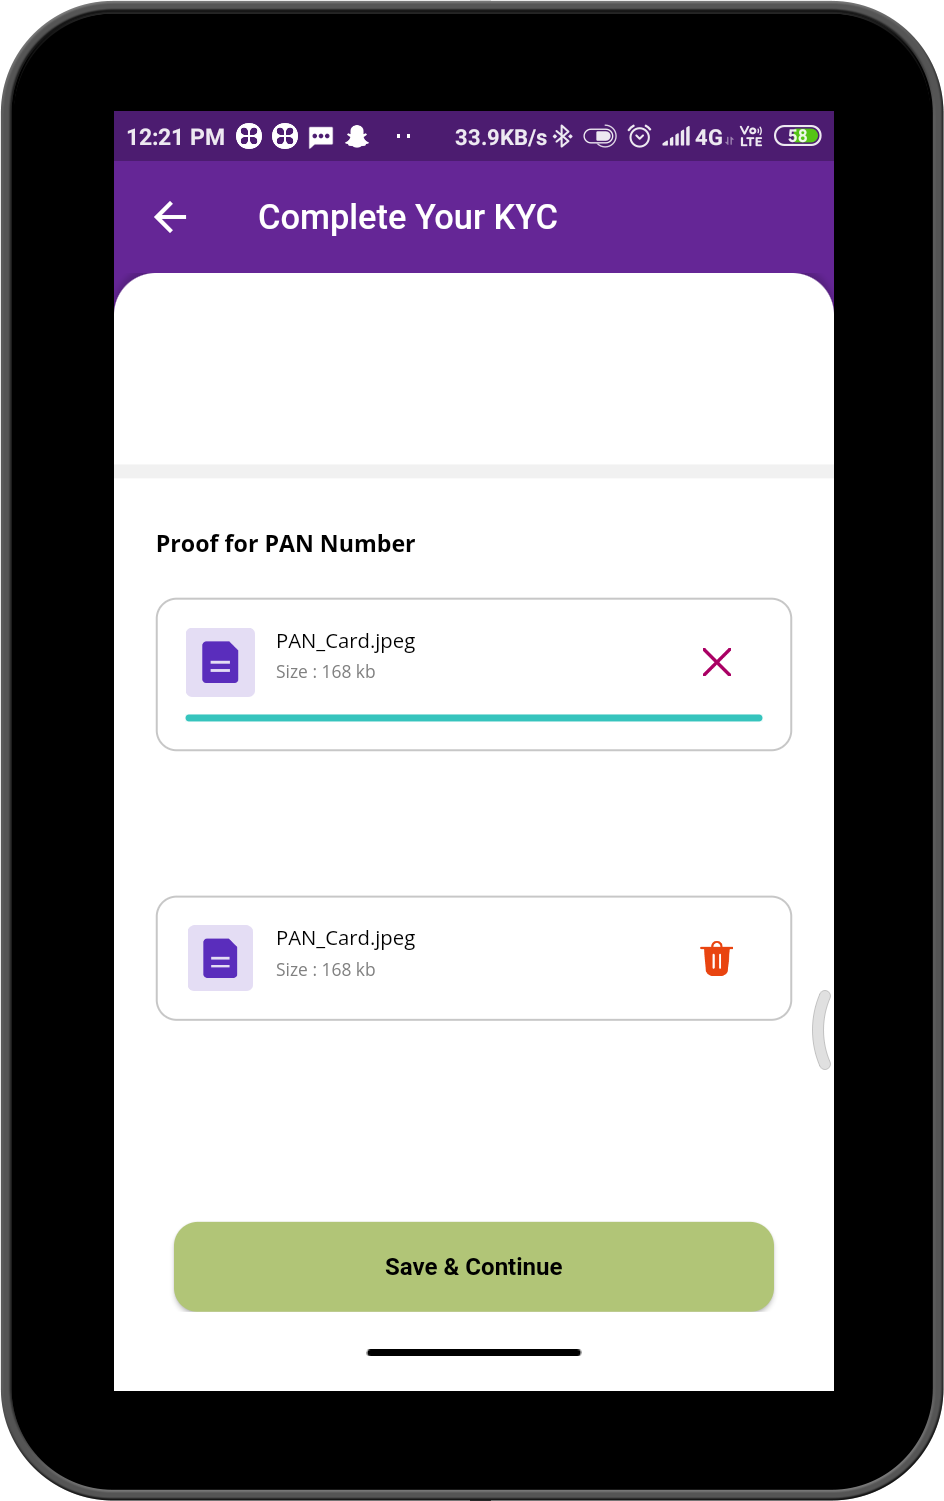 12:21 PM 33.9KB/s 4G Vo) LTE 58
Complete Your KYC
Proof for PAN Number
PAN_Card.jpeg
Size : 168 kb
PAN_Card.jpeg
Size : 168 kb
Save & Continue